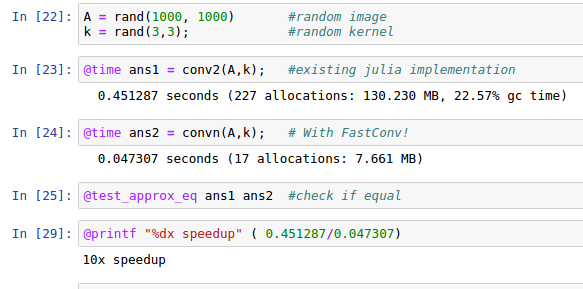 In [22]: A = rand(1000, 1000)       #random image
k = rand(3,3);             #random kernel
In [23]: @time ans1 = conv2(A,k);   #existing julia implementation
0.451287 seconds (227 allocations: 130.230 MB, 22.57% gc time)
In [24]: @time ans2 = convn(A,k);   # With FastConv!
0.047307 seconds (17 allocations: 7.661 MB)
In [25]: @test_approx_eq ans1 ans2  #check if equal
In [29]: @printf "%dx speedup" ( 0.451287/0.047307)
10x speedup